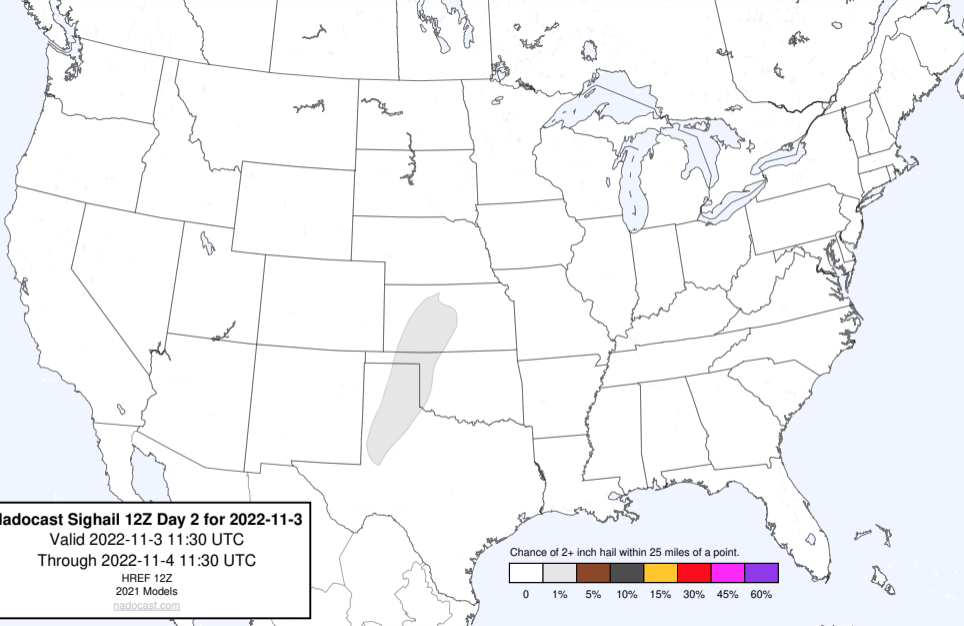 adocast Sighail 12Z Day 2 for 2022-11-3
Valid 2022-11-3 11:30 UTC
Through 2022-11-4 11:30 UTC
HREF 12Z
2021 Models
nadocast.com
Chance of 2+ inch hail within 25 miles of a point.
0 1% 5% 10% 15% 30% 45% 60%